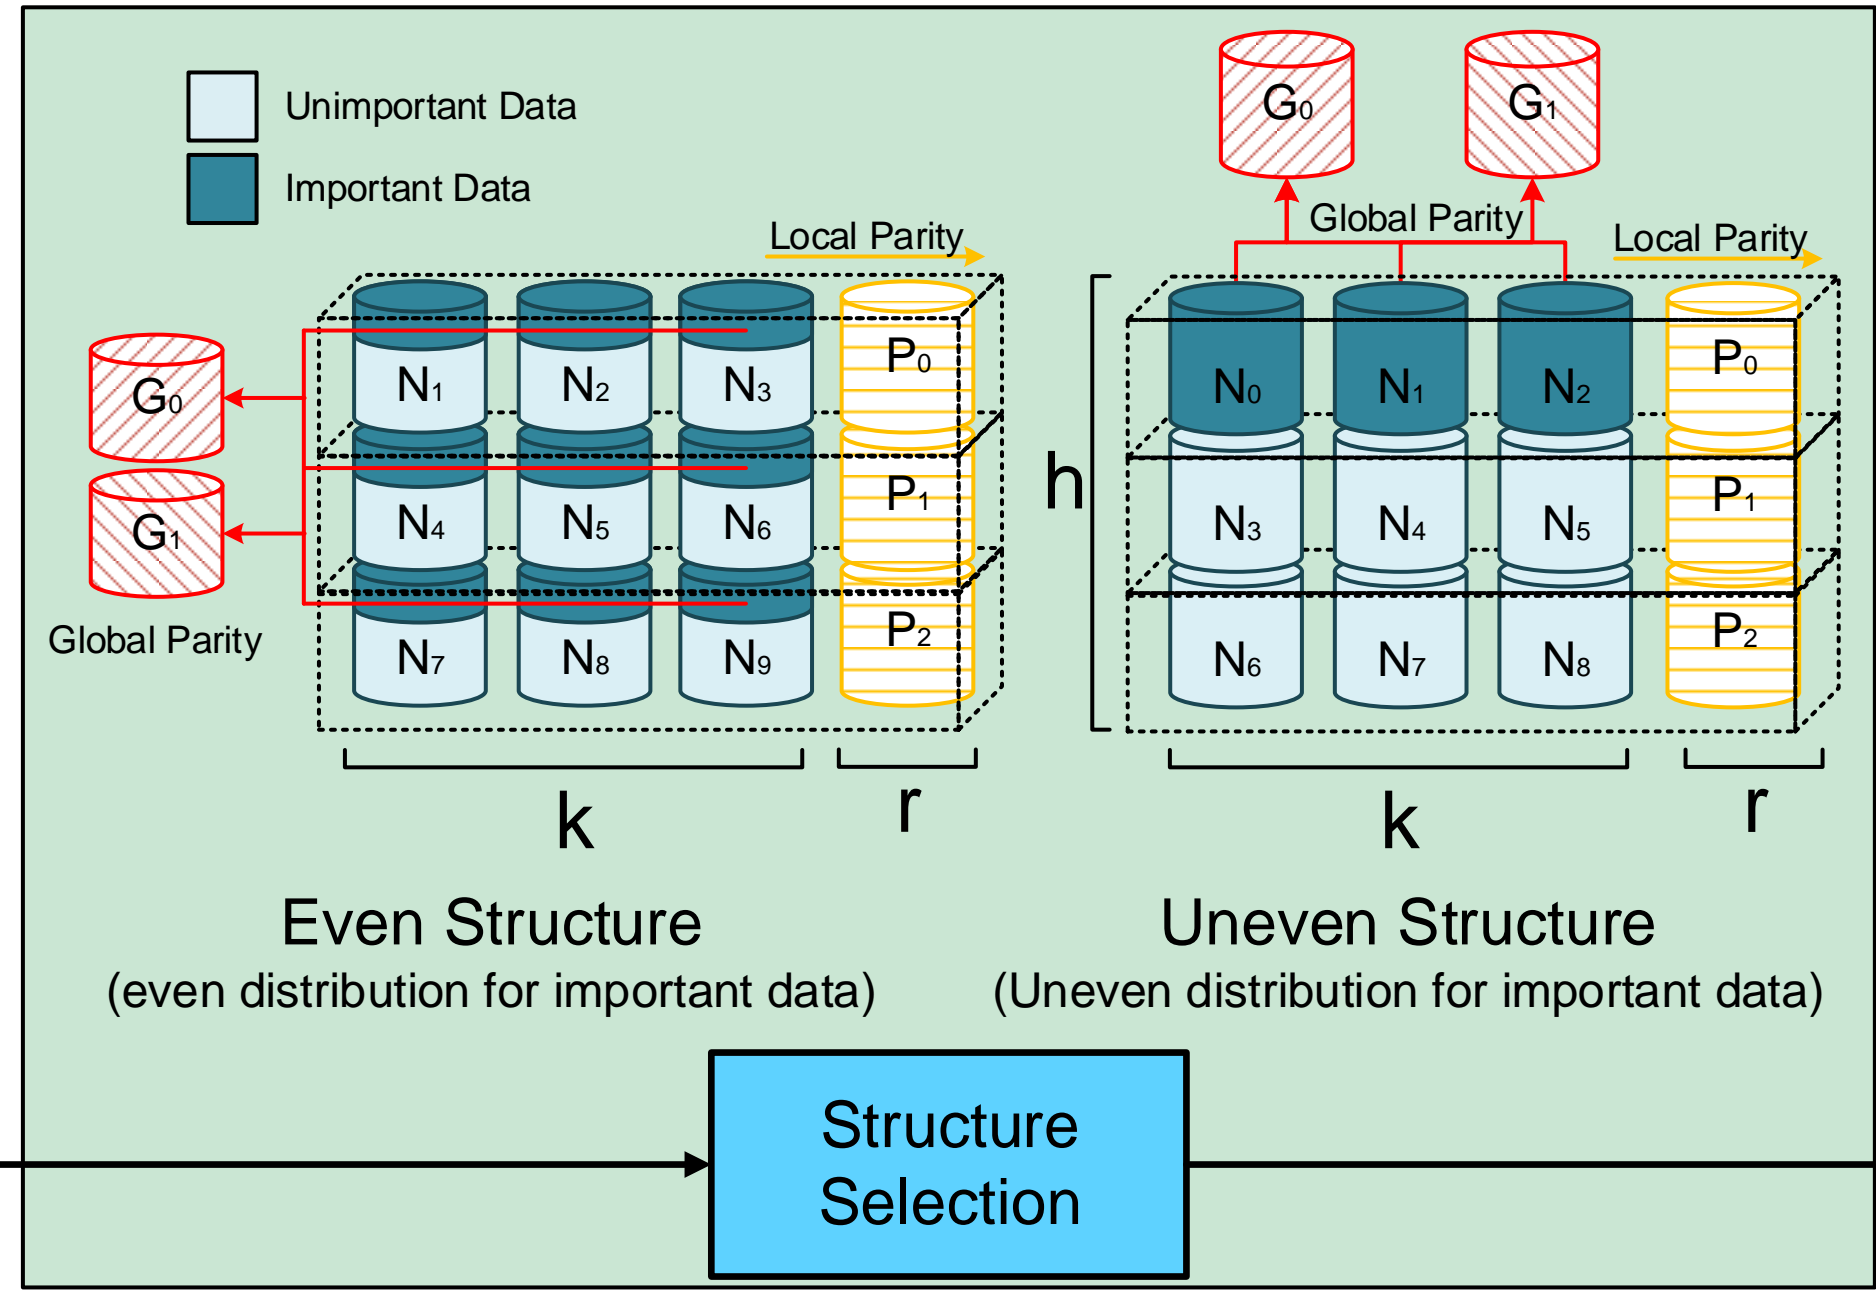 Unimportant Data
Important Data
Local Parity
G₀
G₁
Global Parity
N₁ N₂ N₃ P₀
N₄ N₅ N₆ P₁
N₇ N₈ N₉ P₂
k r
Even Structure
(even distribution for important data)
G₀ G₁
Global Parity
Local Parity
h
N₀ N₁ N₂ P₀
N₃ N₄ N₅ P₁
N₆ N₇ N₈ P₂
k r
Uneven Structure
(Uneven distribution for important data)
Structure
Selection